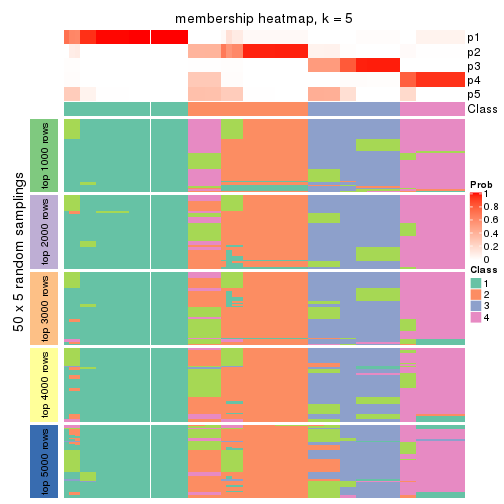 membership heatmap, k = 5
p1
p2
p3
p4
p5
Class
50 x 5 random samplings
top 1000 rows
top 2000 rows
top 3000 rows
top 4000 rows
top 5000 rows
Prob
1
0.8
0.6
0.4
0.2
0
Class
1
2
3
4